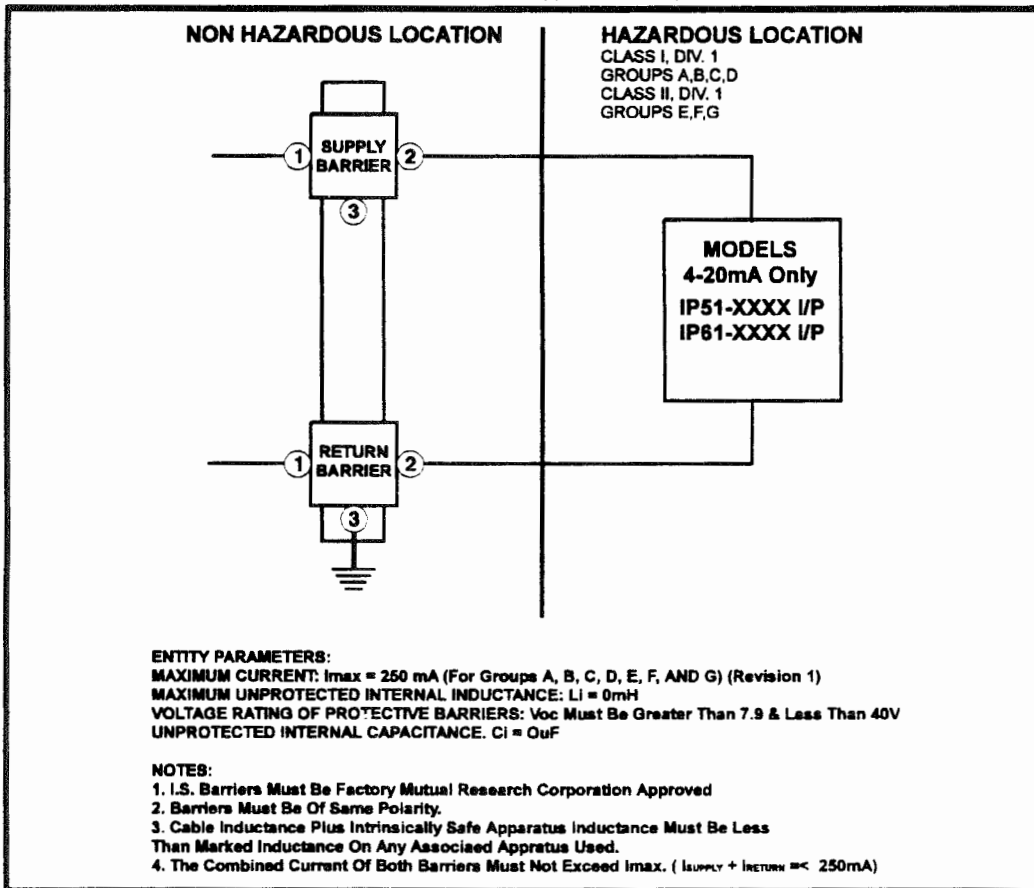 NON HAZARDOUS LOCATION
HAZARDOUS LOCATION
CLASS I, DIV. 1
GROUPS A,B,C,D
CLASS II, DIV. 1
GROUPS E,F,G
1
SUPPLY
BARRIER
2
3
MODELS
4-20mA Only
IP51-XXXX I/P
IP61-XXXX I/P
1
RETURN
BARRIER
2
3
ENTITY PARAMETERS:
MAXIMUM CURRENT: Imax = 250 mA (For Groups A, B, C, D, E, F, AND G) (Revision 1)
MAXIMUM UNPROTECTED INTERNAL INDUCTANCE: Li = 0mH
VOLTAGE RATING OF PROTECTIVE BARRIERS: Voc Must Be Greater Than 7.9 & Less Than 40V
UNPROTECTED INTERNAL CAPACITANCE. Ci = OuF
NOTES:
1. I.S. Barriers Must Be Factory Mutual Research Corporation Approved
2. Barriers Must Be Of Same Polarity.
3. Cable Inductance Plus Intrinsically Safe Apparatus Inductance Must Be Less
Than Marked Inductance On Any Associaed Appratus Used.
4. The Combined Current Of Both Barriers Must Not Exceed Imax. ( ISUPPLY + IRETURN =< 250mA)